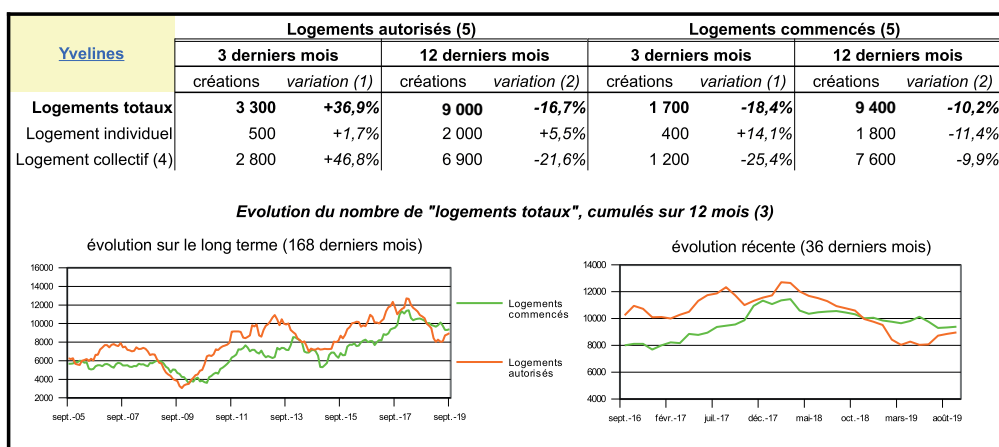 Yvelines
Logements autorisés (5) Logements commencés (5)
3 derniers mois 12 derniers mois 3 derniers mois 12 derniers mois
créations variation (1) créations variation (2) créations variation (1) créations variation (2)
Logements totaux 3 300 +36,9% 9 000 -16,7% 1 700 -18,4% 9 400 -10,2%
Logement individuel 500 +1,7% 2 000 +5,5% 400 +14,1% 1 800 -11,4%
Logement collectif (4) 2 800 +46,8% 6 900 -21,6% 1 200 -25,4% 7 600 -9,9%
Evolution du nombre de "logements totaux", cumulés sur 12 mois (3)
évolution sur le long terme (168 derniers mois)
16000
14000
12000
10000
8000
6000
4000
2000
sept.-05 sept.-07 sept.-09 sept.-11 sept.-13 sept.-15 sept.-17 sept.-19
Logements
commencés
Logements
autorisés
évolution récente (36 derniers mois)
14000
12000
10000
8000
6000
4000
sept.-16 févr.-17 juil.-17 déc.-17 mai-18 oct.-18 mars-19 août-19